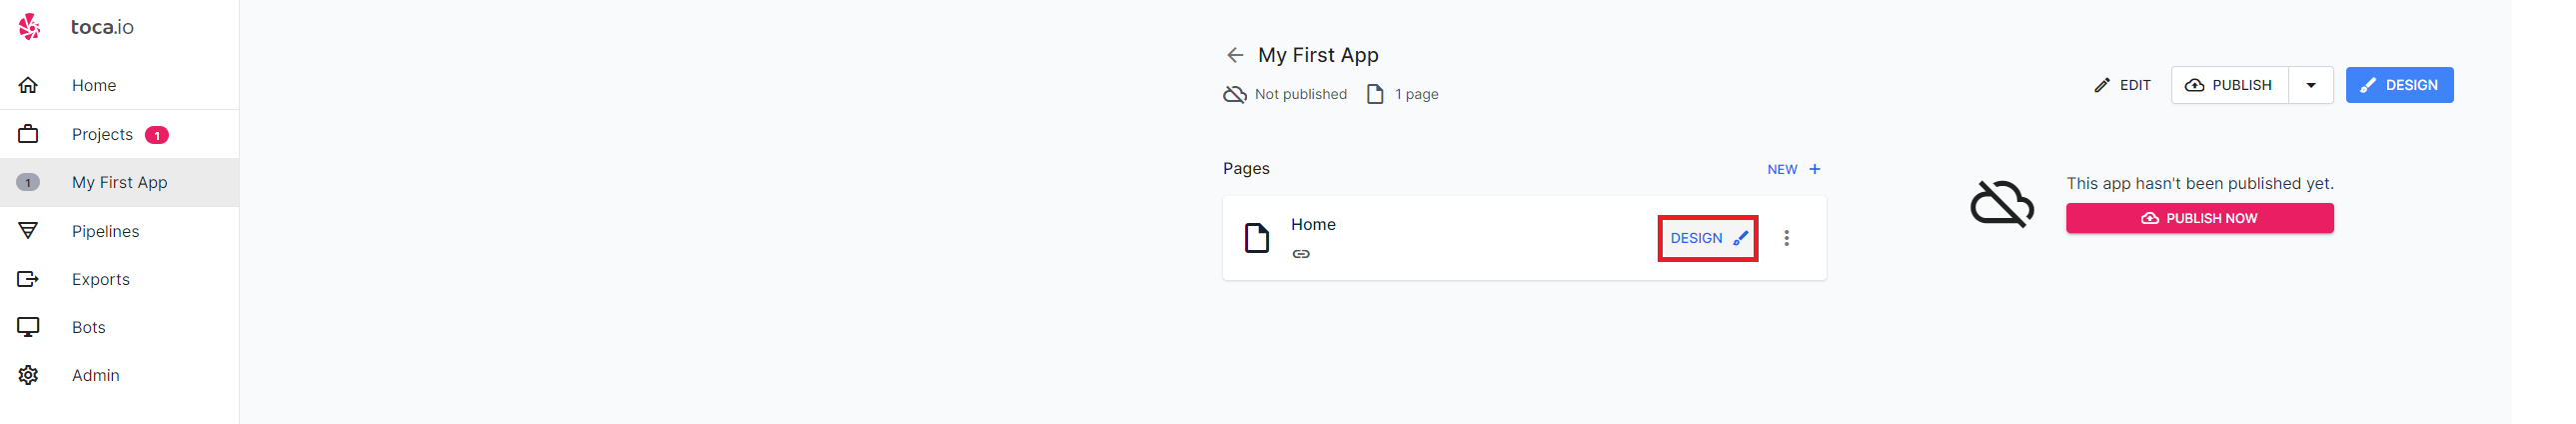 toca.io
Home
Projects 1
1 My First App
Pipelines
Exports
Bots
Admin
My First App
Not published 1 page
EDIT PUBLISH DESIGN
Pages NEW +
Home
DESIGN
This app hasn't been published yet.
PUBLISH NOW